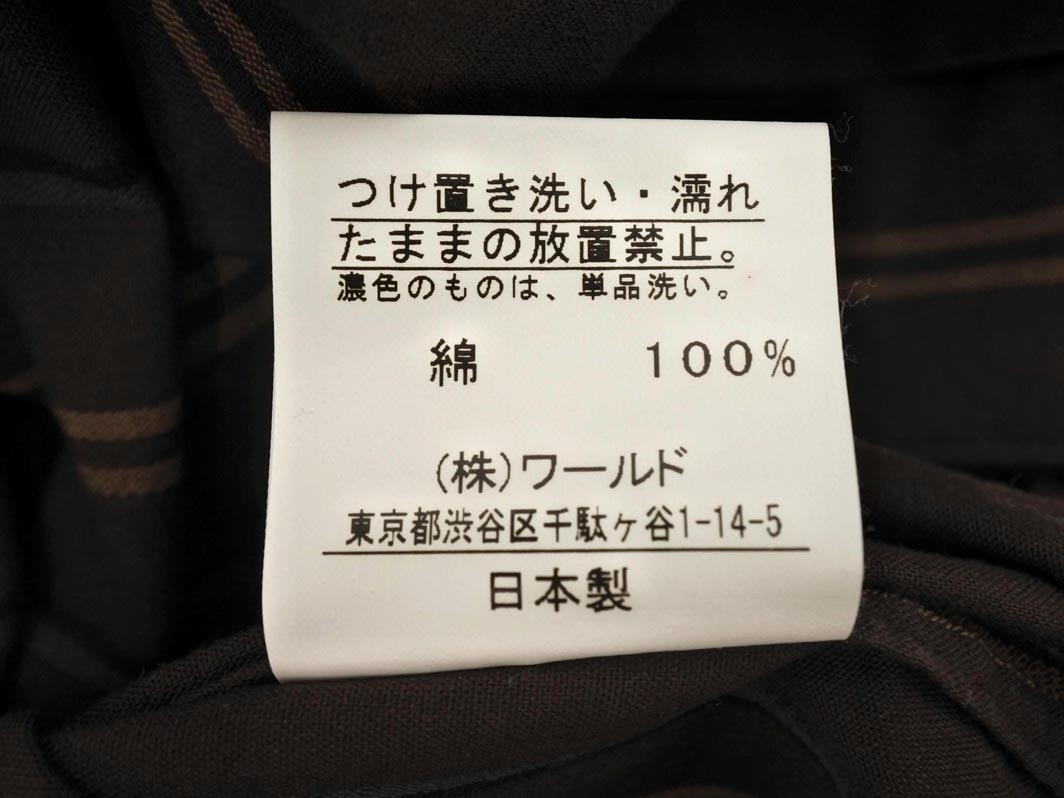 つけ置き洗い・濡れ
たままの放置禁止。
濃色のものは、単品洗い。
綿 100%
(株)ワールド
東京都渋谷区千駄ヶ谷1-14-5
日本製